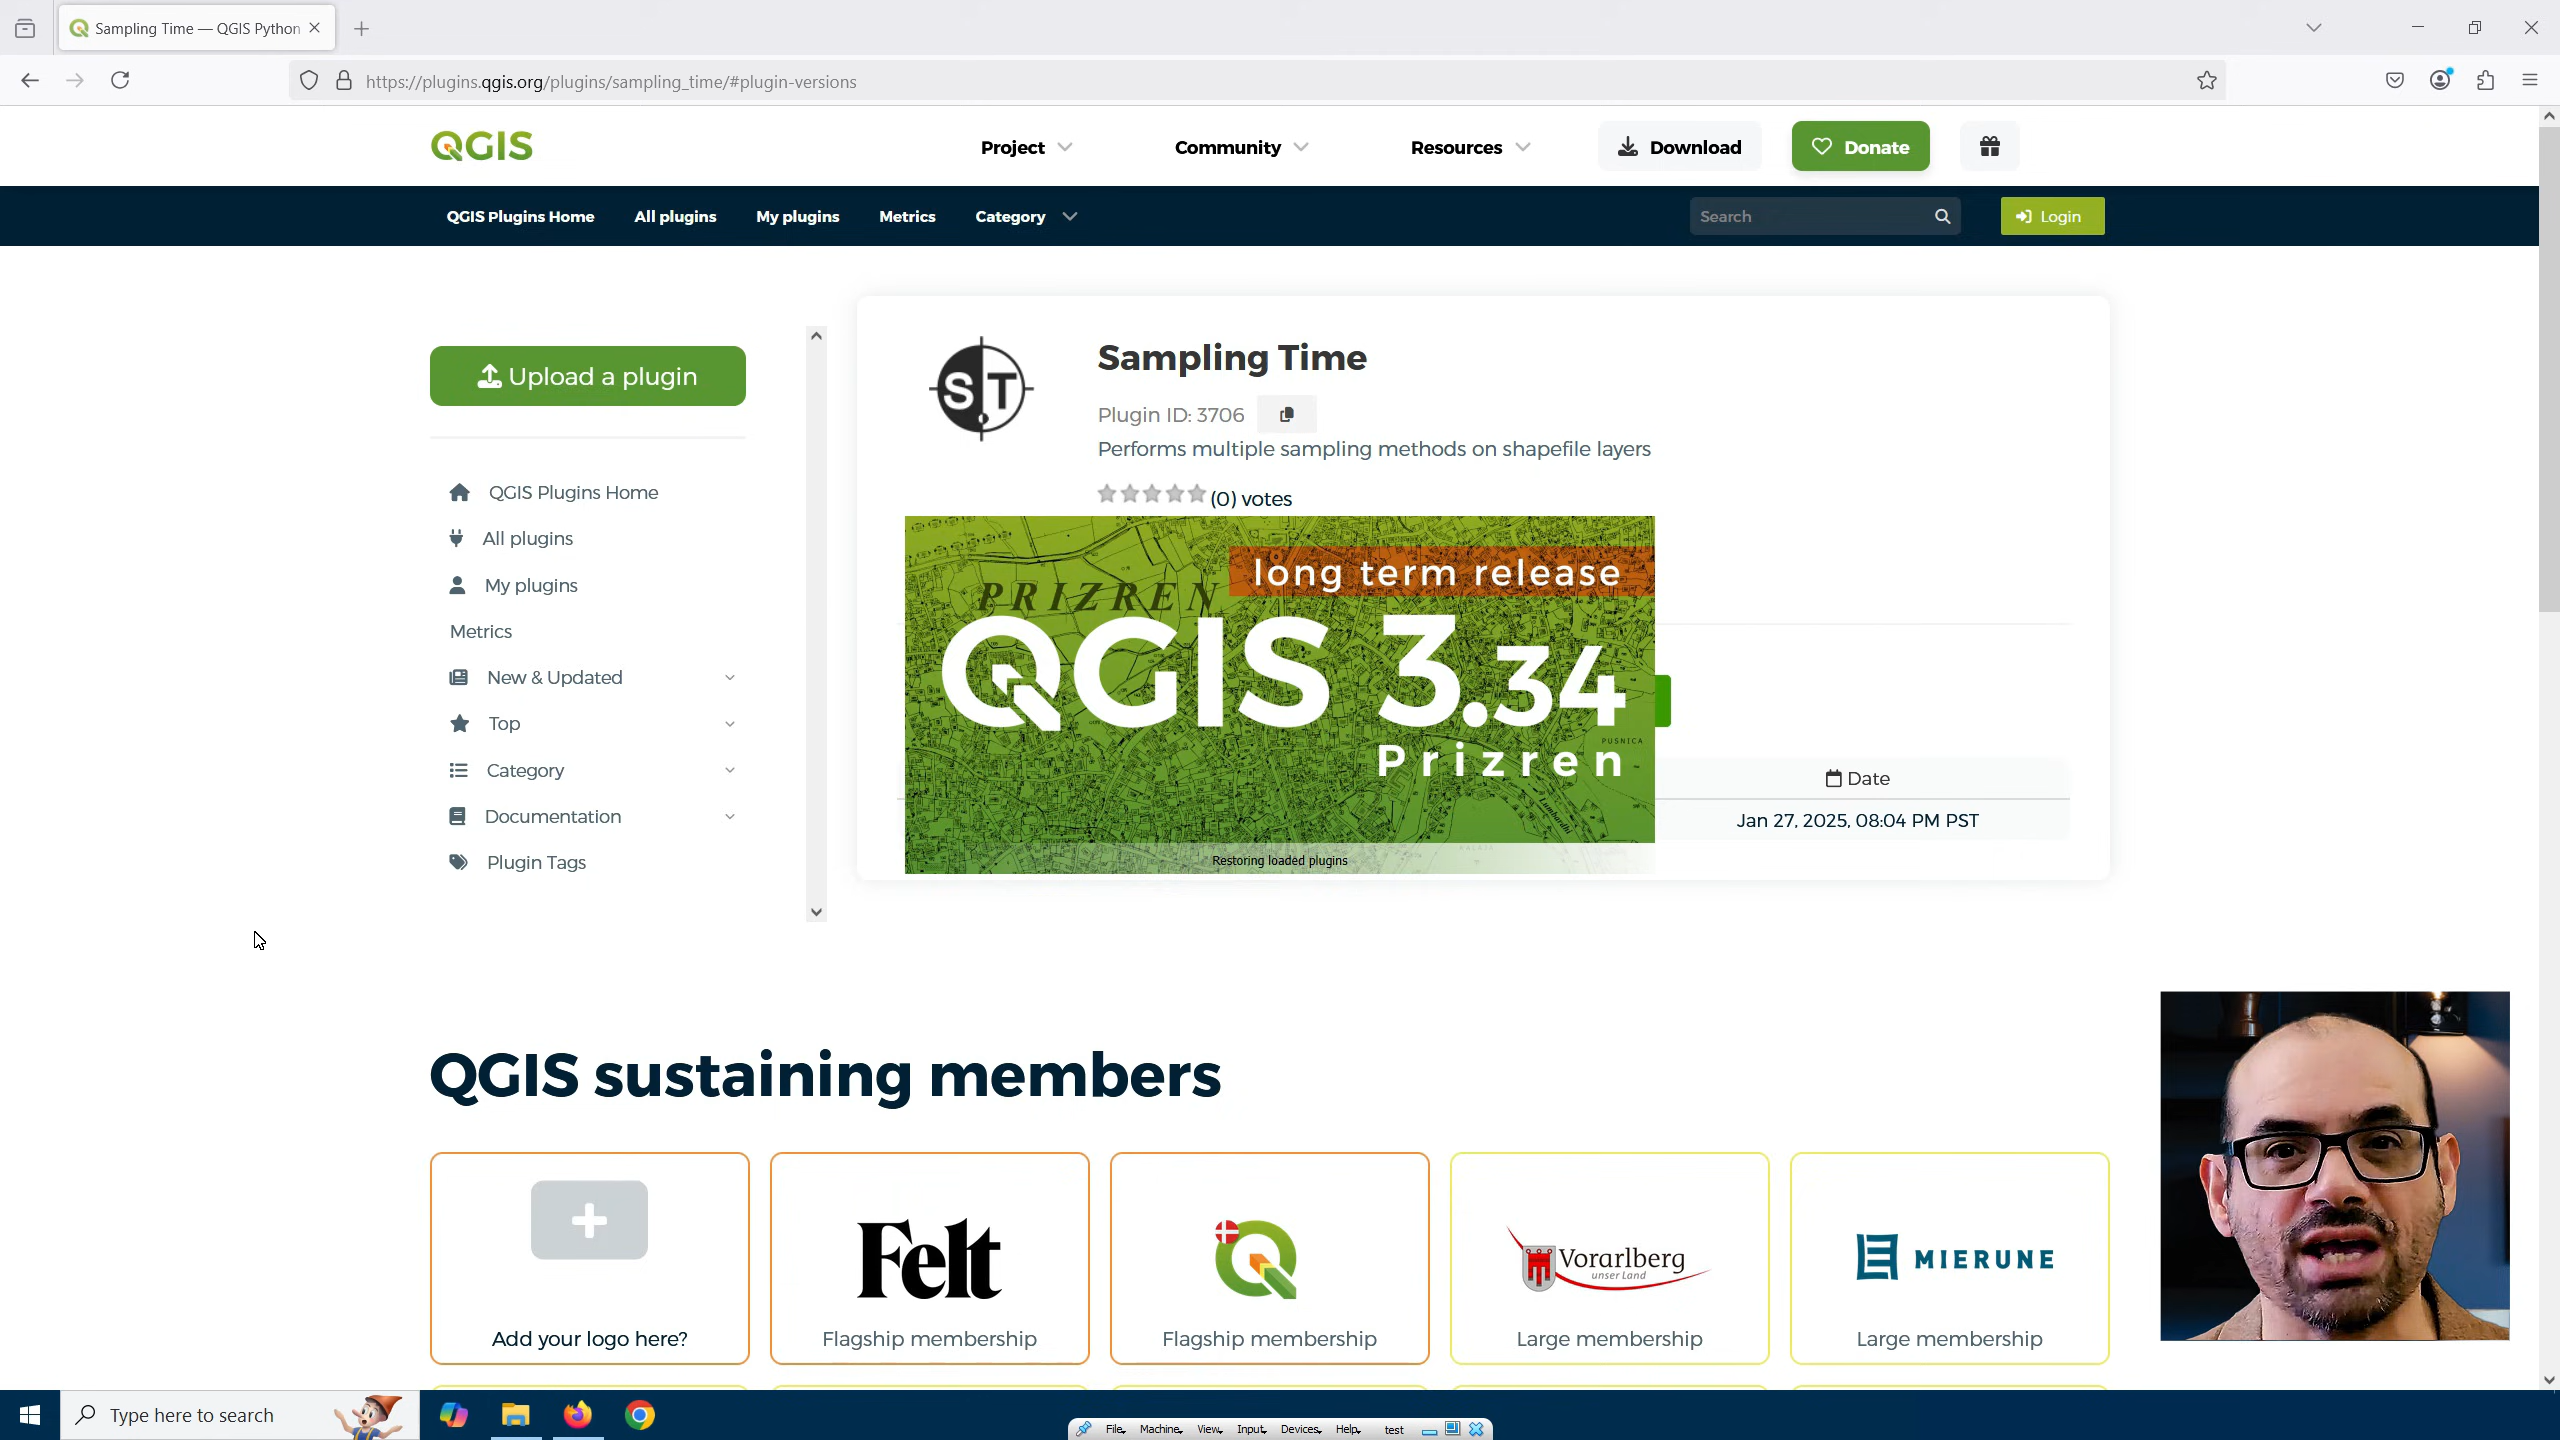 Sampling Time — QGIS Python
https://plugins.qgis.org/plugins/sampling_time/#plugin-versions
QGIS
Project
Community
Resources
Download
Donate
QGIS Plugins Home
All plugins
My plugins
Metrics
Category
Search
Login
Upload a plugin
QGIS Plugins Home
All plugins
My plugins
Metrics
New & Updated
Top
Category
Documentation
Plugin Tags
S.T
Sampling Time
Plugin ID: 3706
Performs multiple sampling methods on shapefile layers
(0) votes
long term release
PRIZREN
QGIS 3.34
PUSNICA
Prizren
Restoring loaded plugins
Date
Jan 27, 2025, 08:04 PM PST
QGIS sustaining members
Add your logo here?
Felt
Flagship membership
Flagship membership
Vorarlberg
unser Land
Large membership
MIERUNE
Large membership
Type here to search
File
Machine
View
Input
Devices
Help
test